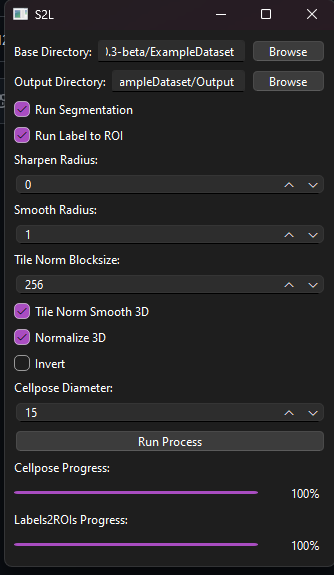 S2L
Base Directory: 0.3-beta/ExampleDataset Browse
Output Directory: ampleDataset/Output Browse
Run Segmentation
Run Label to ROI
Sharpen Radius:
0
Smooth Radius:
1
Tile Norm Blocksize:
256
Tile Norm Smooth 3D
Normalize 3D
Invert
Cellpose Diameter:
15
Run Process
Cellpose Progress:
100%
Labels2ROIs Progress:
100%